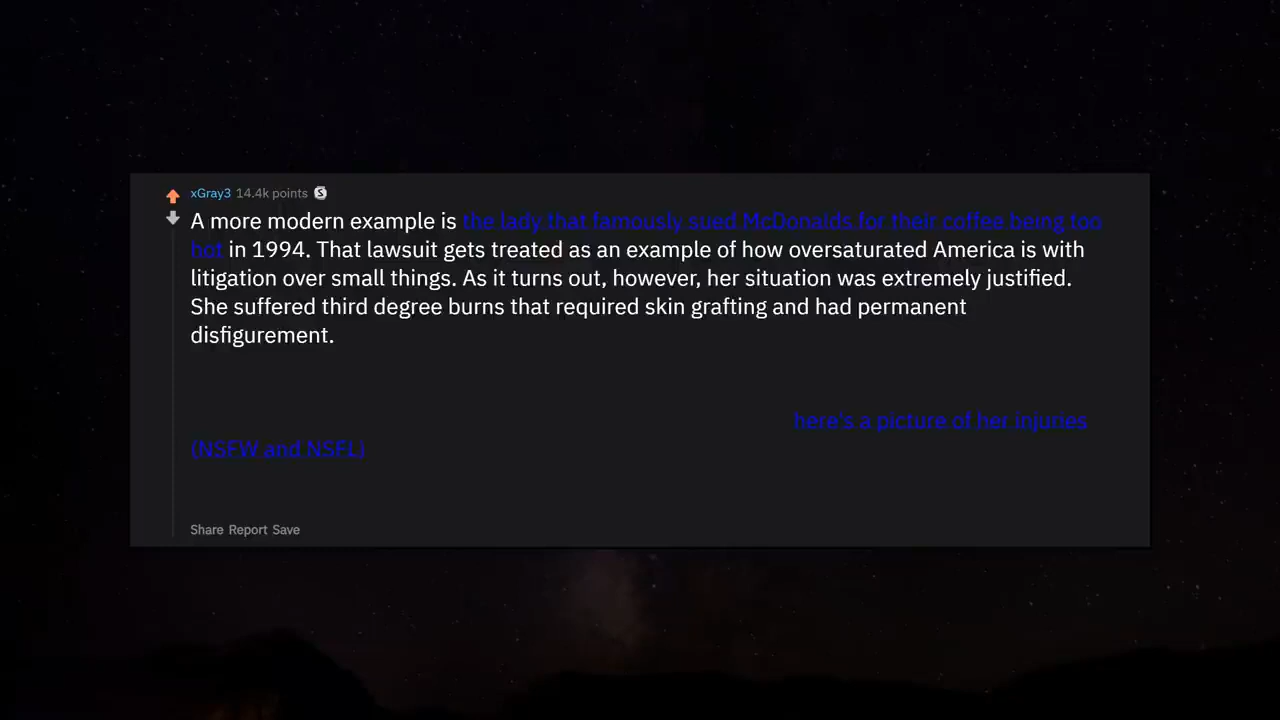 xGray3 14.4k points S
A more modern example is the lady that famously sued McDonalds for their coffee being too
hot in 1994. That lawsuit gets treated as an example of how oversaturated America is with
litigation over small things. As it turns out, however, her situation was extremely justified.
She suffered third degree burns that required skin grafting and had permanent
disfigurement.
here's a picture of her injuries
(NSFW and NSFL)
Share Report Save